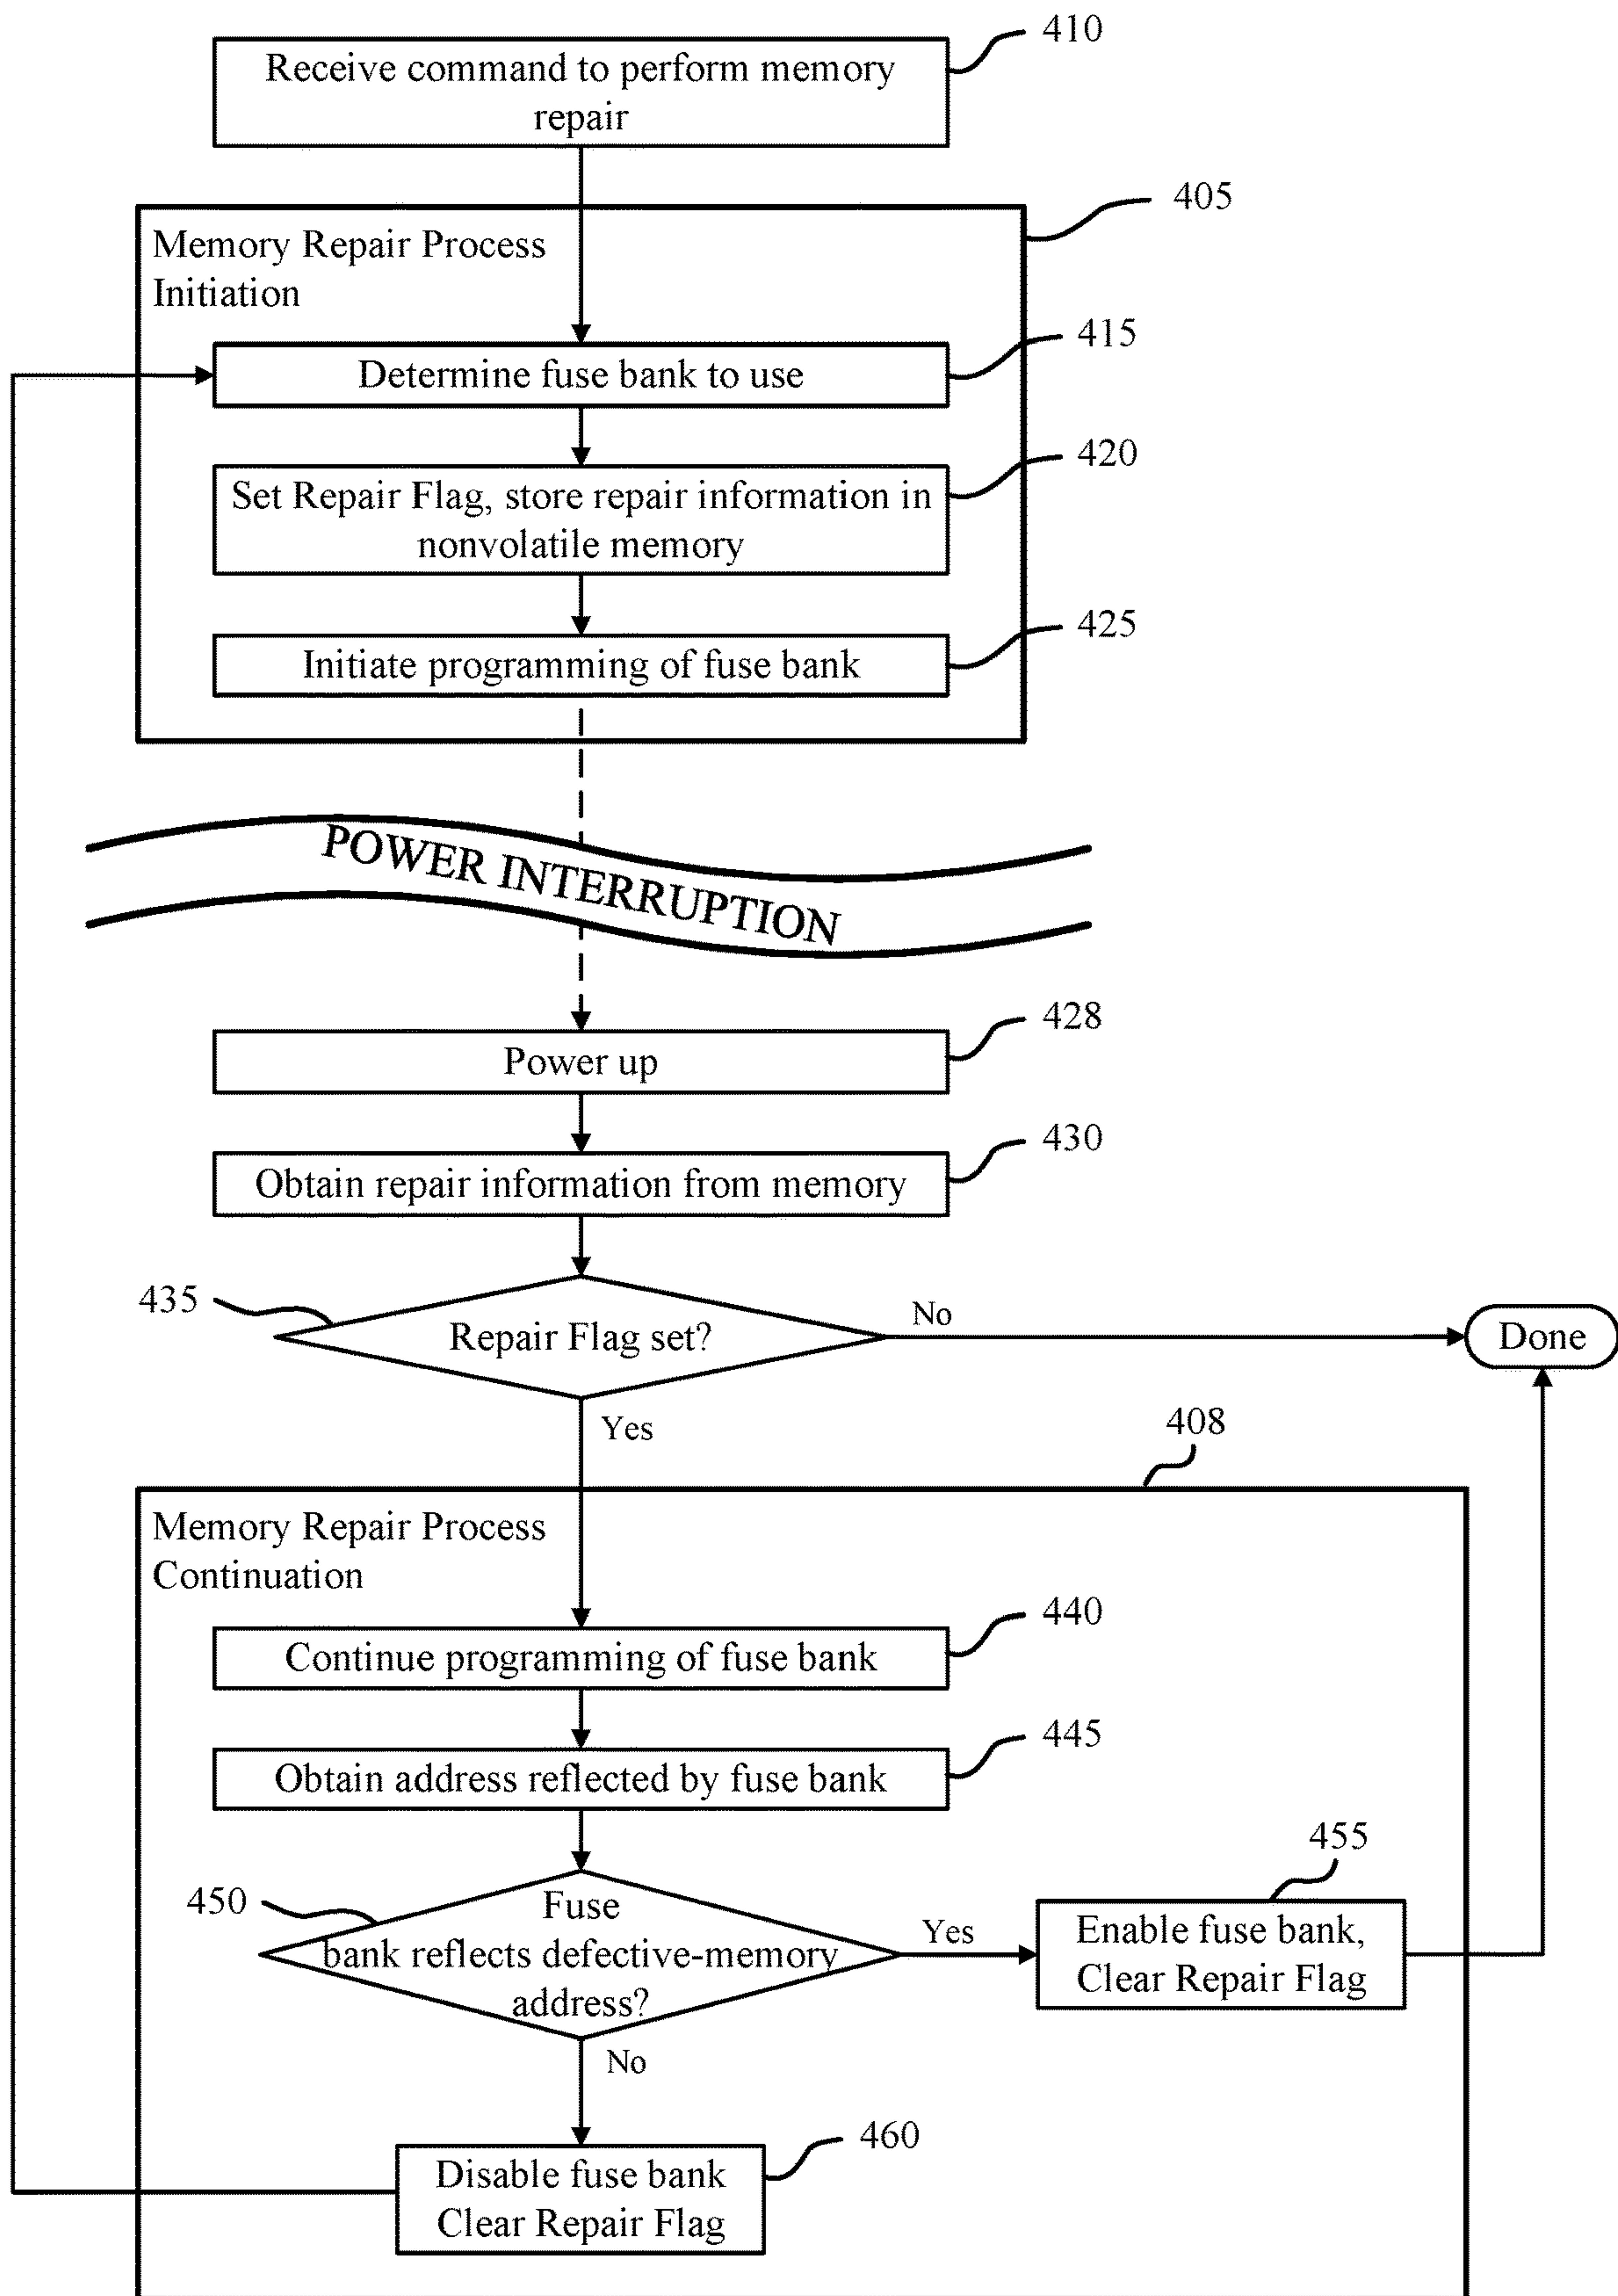 410
Receive command to perform memory
repair
405
Memory Repair Process
Initiation
415
Determine fuse bank to use
420
Set Repair Flag, store repair information in
nonvolatile memory
425
Initiate programming of fuse bank
POWER INTERRUPTION
428
Power up
430
Obtain repair information from memory
435
Repair Flag set?
No
Done
Yes
408
Memory Repair Process
Continuation
440
Continue programming of fuse bank
445
Obtain address reflected by fuse bank
450
Fuse
bank reflects defective-memory
address?
Yes
455
Enable fuse bank,
Clear Repair Flag
No
460
Disable fuse bank
Clear Repair Flag